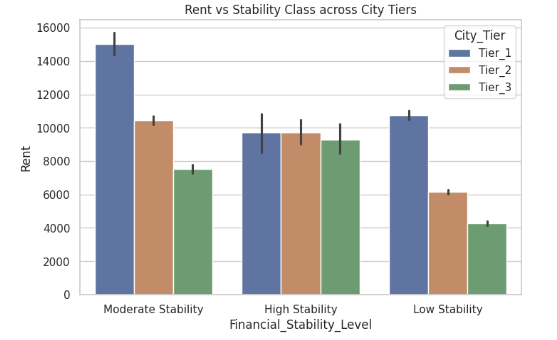 Rent vs Stability Class across City Tiers
16000
14000
12000
10000
8000
6000
4000
2000
0
Rent
City_Tier
Tier_1
Tier_2
Tier_3
Moderate Stability
High Stability
Low Stability
Financial_Stability_Level